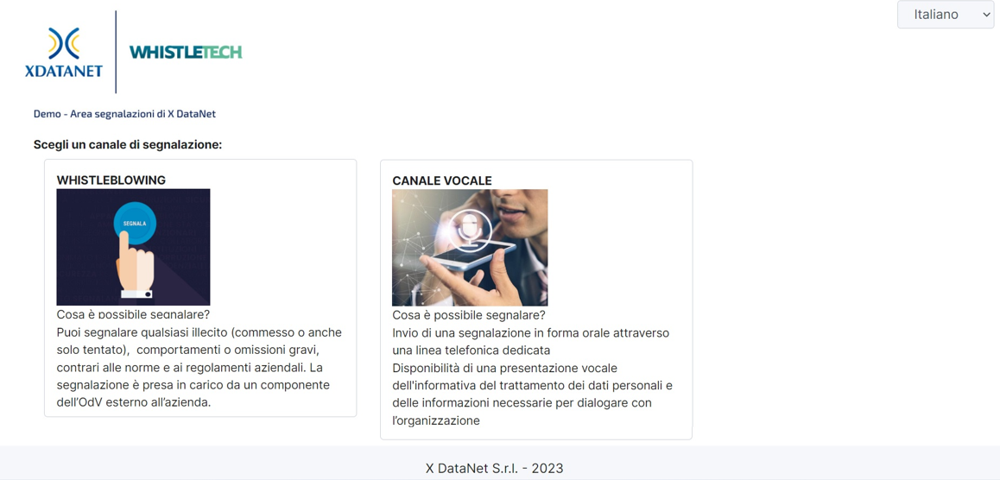 Italiano
XDATANET
WHISTLETECH
Demo - Area segnalazioni di X DataNet
Scegli un canale di segnalazione:
WHISTLEBLOWING
SEGNALA
Cosa è possibile segnalare?
Puoi segnalare qualsiasi illecito (commesso o anche
solo tentato), comportamenti o omissioni gravi,
contrari alle norme e ai regolamenti aziendali. La
segnalazione è presa in carico da un componente
dell’OdV esterno all’azienda.
CANALE VOCALE
Cosa è possibile segnalare?
Invio di una segnalazione in forma orale attraverso
una linea telefonica dedicata
Disponibilità di una presentazione vocale
dell'informativa del trattamento dei dati personali e
delle informazioni necessarie per dialogare con
l’organizzazione
X DataNet S.r.l. - 2023